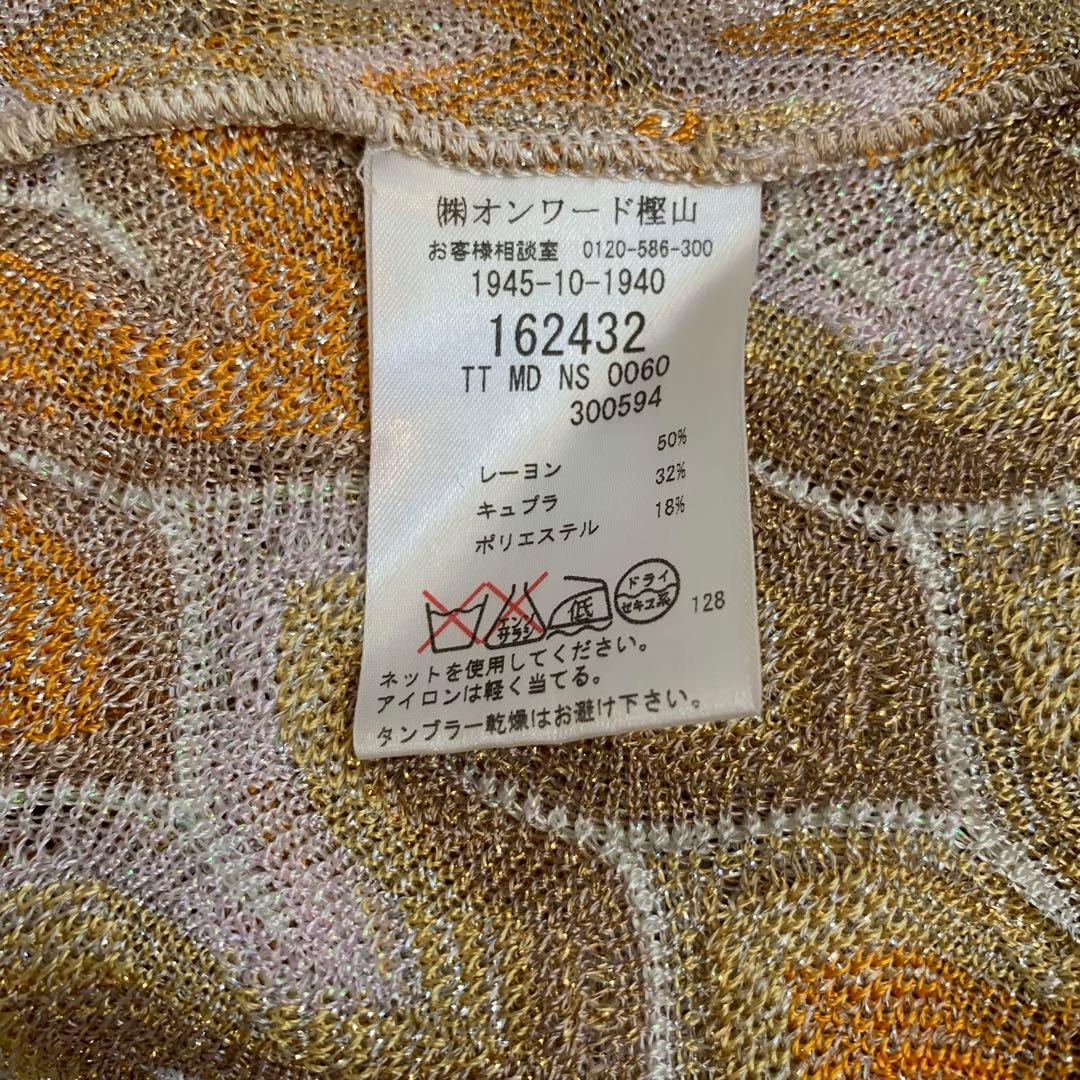 ㈱オンワード樫山
お客様相談室 0120-586-300
1945-10-1940
162432
TT MD NS 0060
300594
レーヨン 50%
キュプラ 32%
ポリエステル 18%
エンソ
サラシ
低
ドライ
セキユ系
128
ネットを使用してください。
アイロンは軽く当てる。
タンブラー乾燥はお避け下さい。